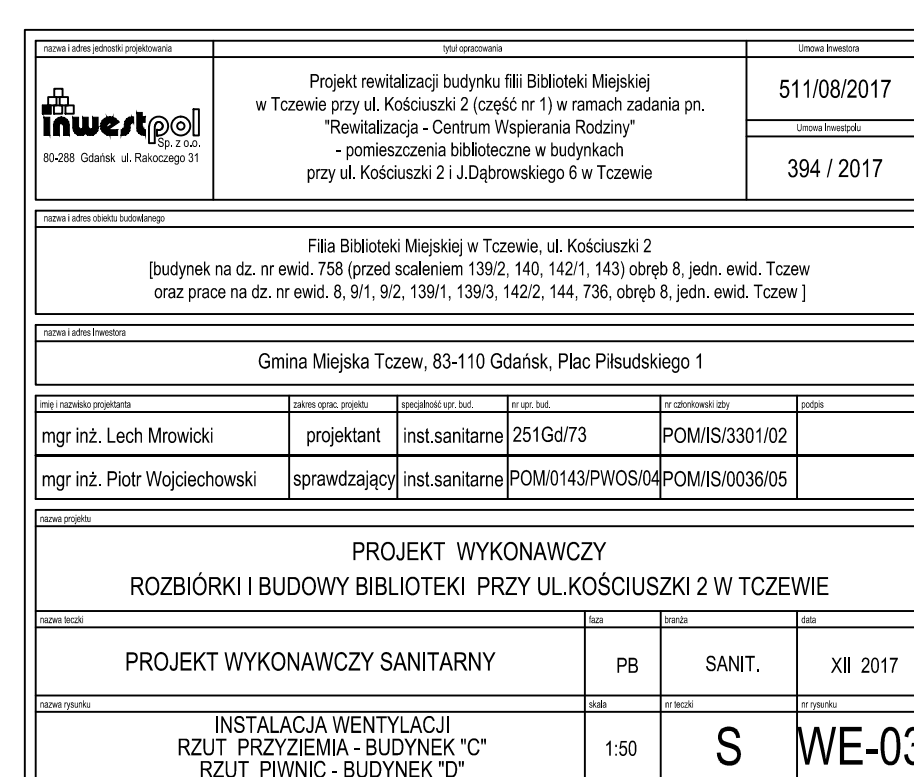 nazwa i adres jednostki projektowania
tytuł opracowania
Umowa Inwestora
inwestpol
Sp. z o.o.
80-288 Gdańsk ul. Rakoczego 31
Projekt rewitalizacji budynku filii Biblioteki Miejskiej
w Tczewie przy ul. Kościuszki 2 (część nr 1) w ramach zadania pn.
"Rewitalizacja - Centrum Wspierania Rodziny"
- pomieszczenia biblioteczne w budynkach
przy ul. Kościuszki 2 i J.Dąbrowskiego 6 w Tczewie
511/08/2017
Umowa Inwestpolu
394 / 2017
nazwa i adres obiektu budowlanego
Filia Biblioteki Miejskiej w Tczewie, ul. Kościuszki 2
[budynek na dz. nr ewid. 758 (przed scaleniem 139/2, 140, 142/1, 143) obręb 8, jedn. ewid. Tczew
oraz prace na dz. nr ewid. 8, 9/1, 9/2, 139/1, 139/3, 142/2, 144, 736, obręb 8, jedn. ewid. Tczew ]
nazwa i adres Inwestora
Gmina Miejska Tczew, 83-110 Gdańsk, Plac Piłsudskiego 1
imię i nazwisko projektanta zakres oprac. projektu specjalność upr. bud. nr upr. bud. nr członkowski izby podpis
mgr inż. Lech Mrowicki projektant inst.sanitarne 251Gd/73 POM/IS/3301/02
mgr inż. Piotr Wojciechowski sprawdzający inst.sanitarne POM/0143/PWOS/04 POM/IS/0036/05
nazwa projektu
PROJEKT WYKONAWCZY
ROZBIÓRKI I BUDOWY BIBLIOTEKI PRZY UL.KOŚCIUSZKI 2 W TCZEWIE
nazwa teczki faza branża data
PROJEKT WYKONAWCZY SANITARNY PB SANIT. XII 2017
nazwa rysunku skala nr teczki nr rysunku
INSTALACJA WENTYLACJI
RZUT PRZYZIEMIA - BUDYNEK "C"
RZUT PIWNIC - BUDYNEK "D"
1:50 S WE-03